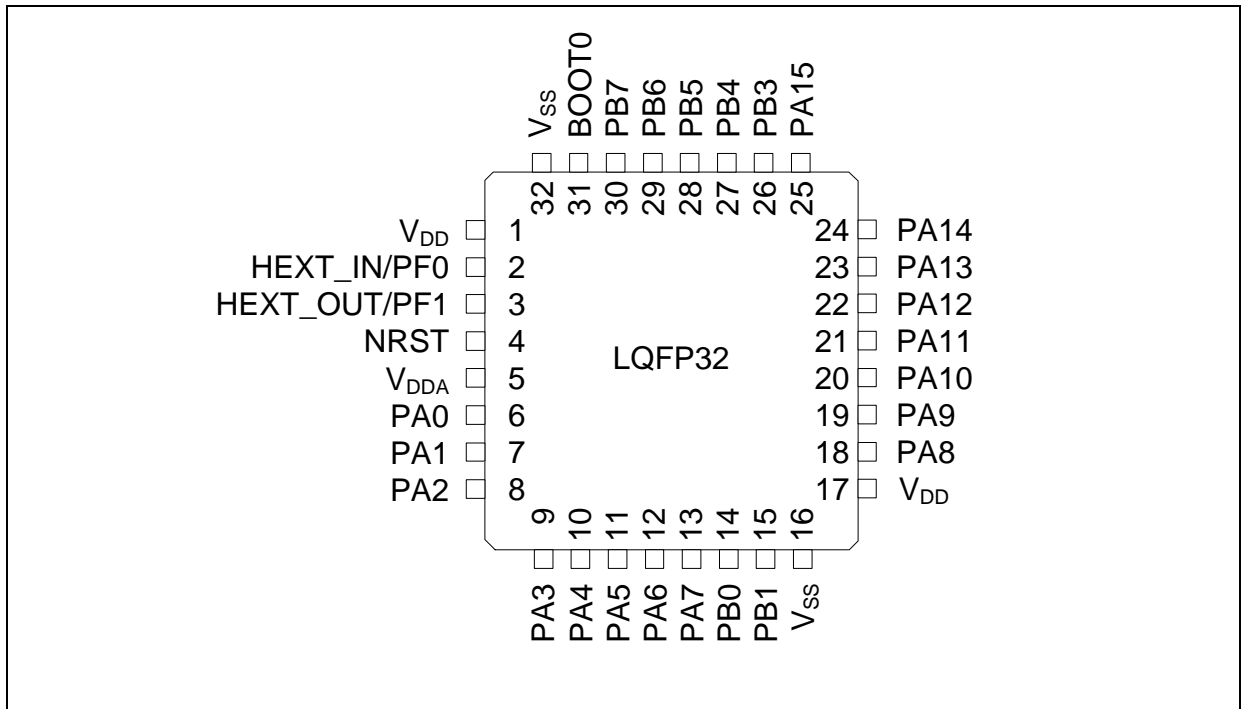 VSS
BOOT0
PB7
PB6
PB5
PB4
PB3
PA15
32
31
30
29
28
27
26
25
VDD 1
HEXT_IN/PF0 2
HEXT_OUT/PF1 3
NRST 4
VDDA 5
PA0 6
PA1 7
PA2 8
LQFP32
24 PA14
23 PA13
22 PA12
21 PA11
20 PA10
19 PA9
18 PA8
17 VDD
9
10
11
12
13
14
15
16
PA3
PA4
PA5
PA6
PA7
PB0
PB1
VSS